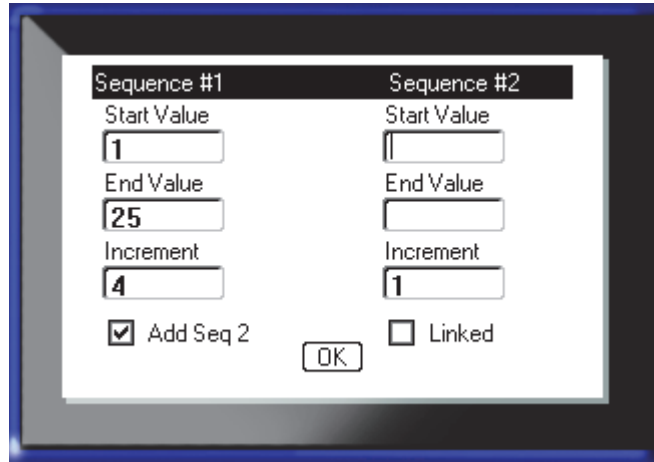 Sequence #1 Sequence #2
Start Value Start Value
1
End Value End Value
25
Increment Increment
4 1
Add Seq 2 Linked
OK